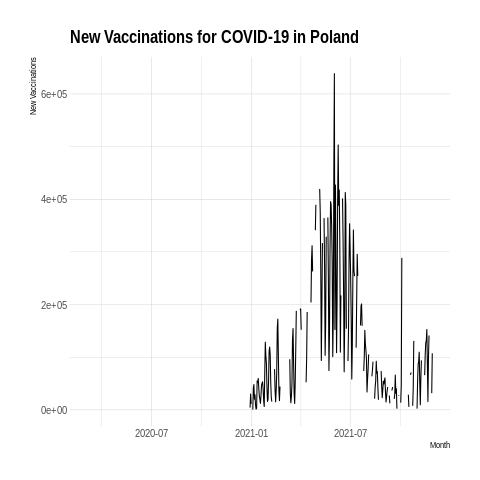 New Vaccinations for COVID-19 in Poland
New Vaccinations
6e+05
4e+05
2e+05
0e+00
2020-07
2021-01
2021-07
Month